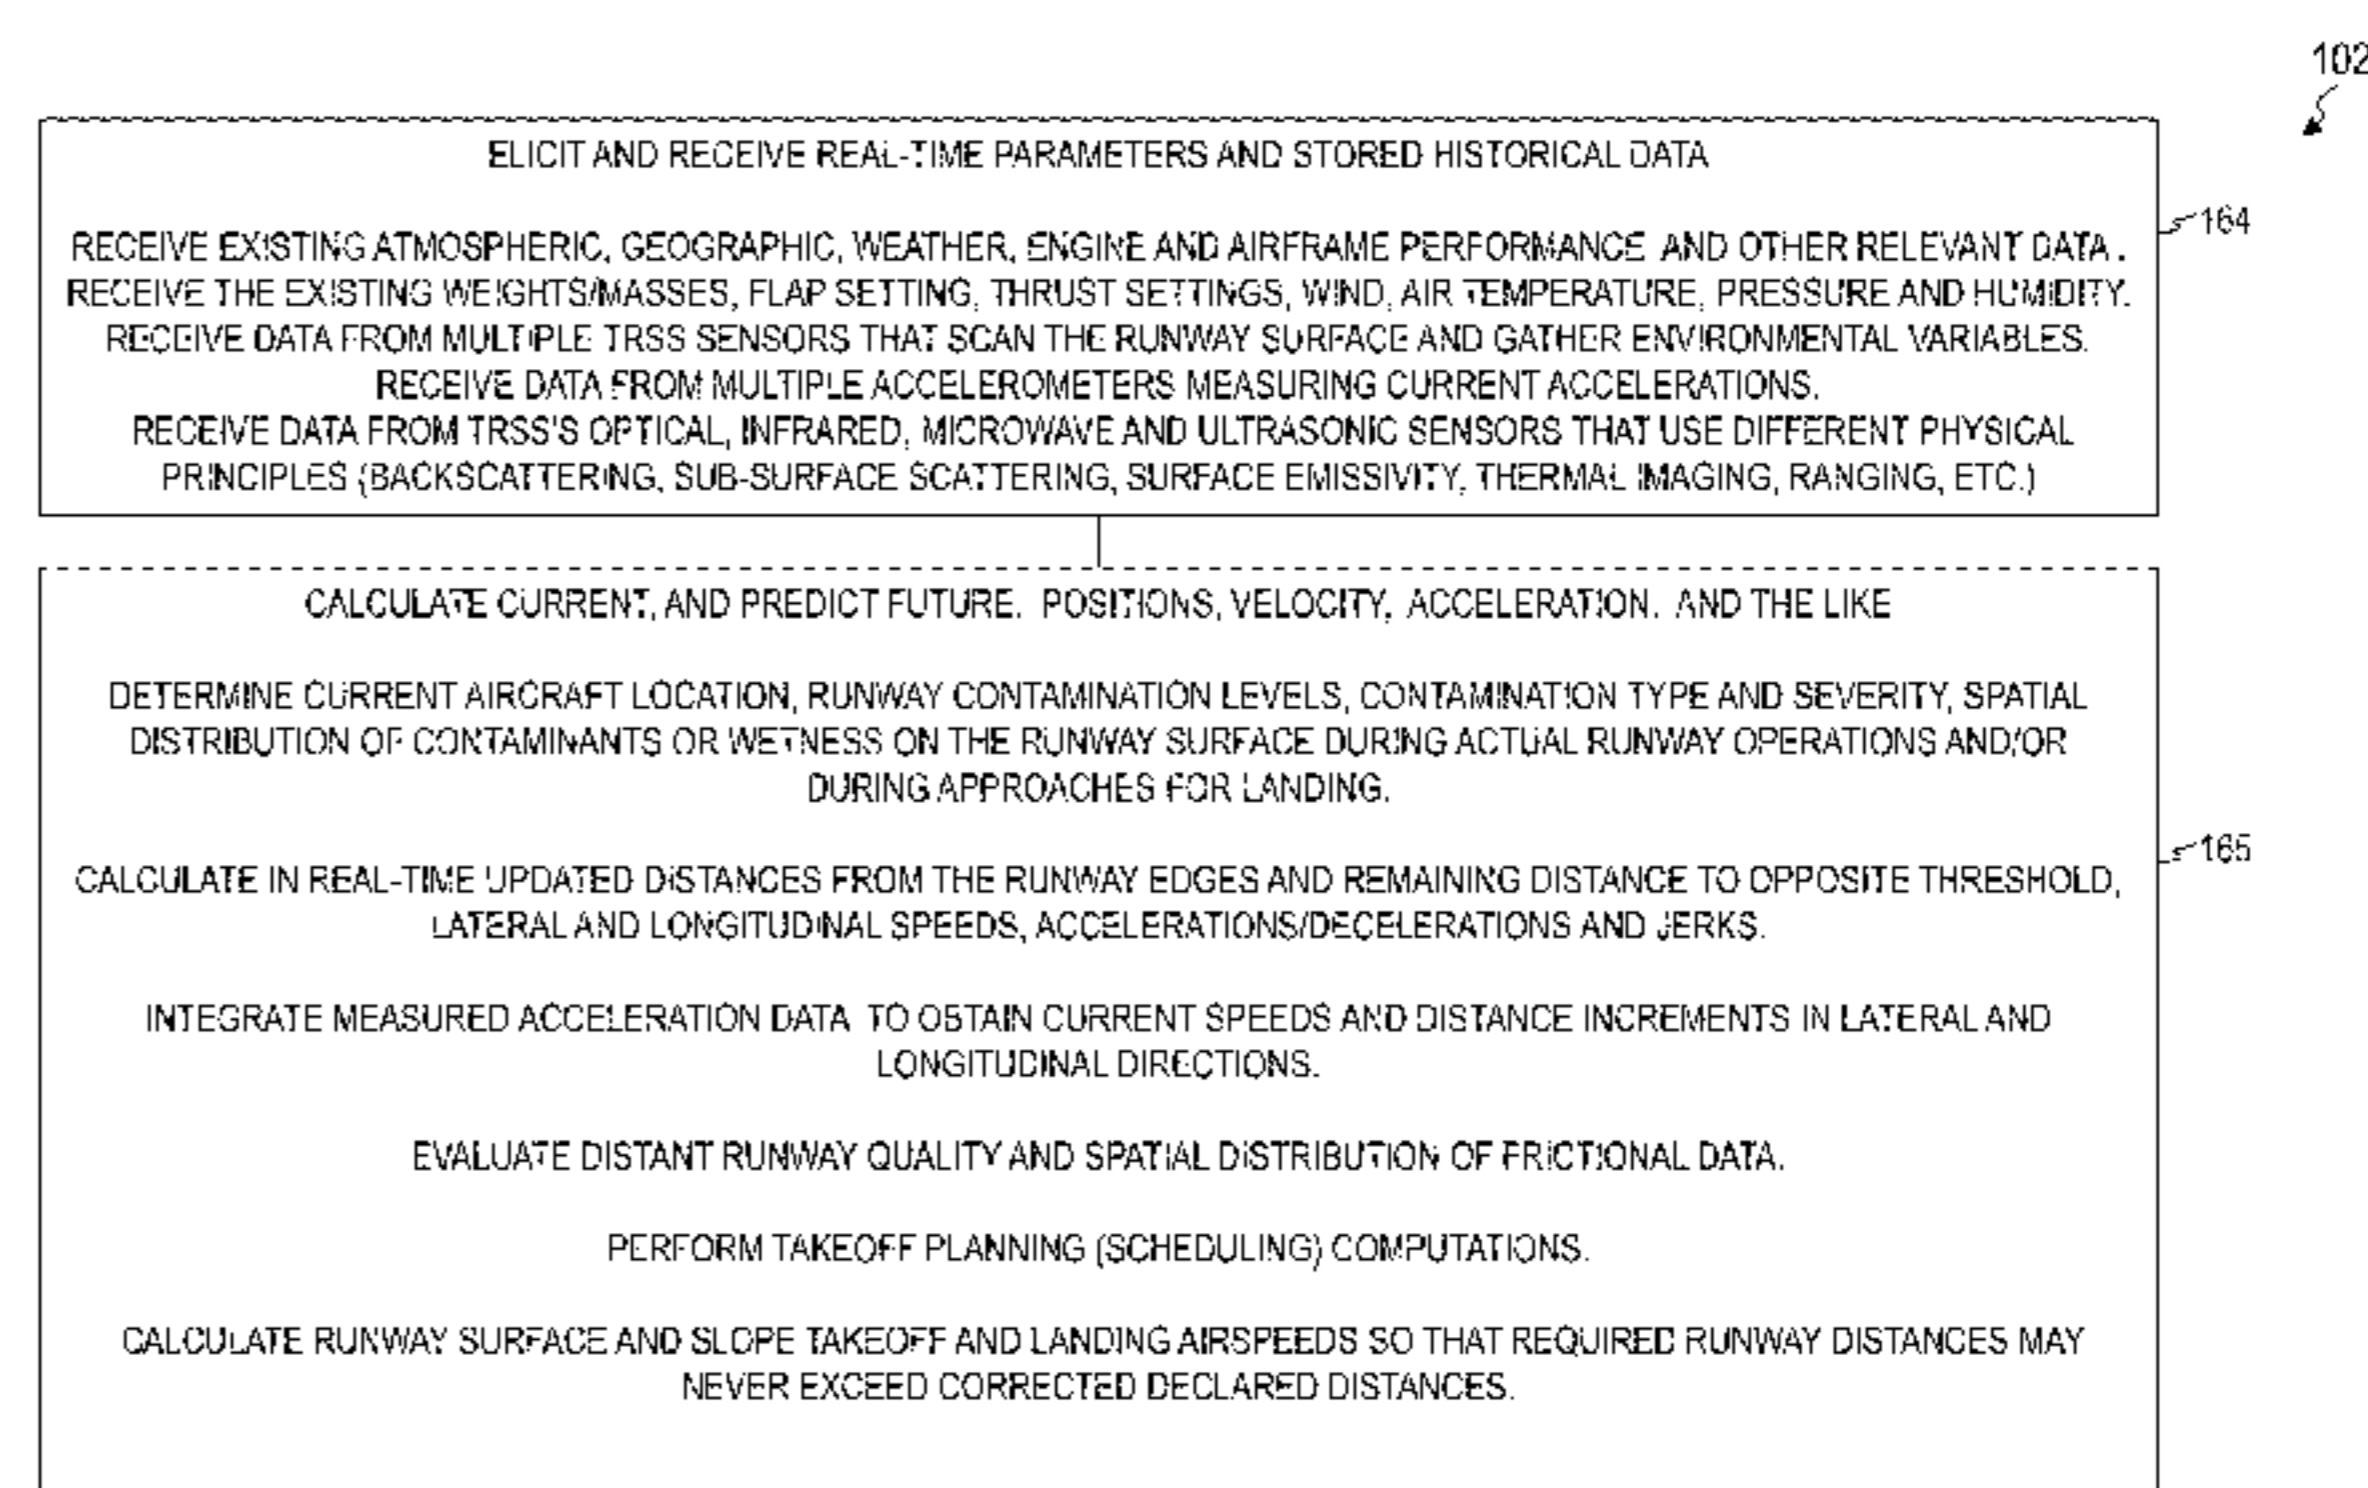 102
ELICIT AND RECEIVE REAL-TIME PARAMETERS AND STORED HISTORICAL DATA
164
RECEIVE EXISTING ATMOSPHERIC, GEOGRAPHIC, WEATHER, ENGINE AND AIRFRAME PERFORMANCE AND OTHER RELEVANT DATA.
RECEIVE THE EXISTING WEIGHTS/MASSES, FLAP SETTING, THRUST SETTINGS, WIND, AIR TEMPERATURE, PRESSURE AND HUMIDITY.
RECEIVE DATA FROM MULTIPLE TRSS SENSORS THAT SCAN THE RUNWAY SURFACE AND GATHER ENVIRONMENTAL VARIABLES.
RECEIVE DATA FROM MULTIPLE ACCELEROMETERS MEASURING CURRENT ACCELERATIONS.
RECEIVE DATA FROM TRSS'S OPTICAL, INFRARED, MICROWAVE AND ULTRASONIC SENSORS THAT USE DIFFERENT PHYSICAL
PRINCIPLES (BACKSCATTERING, SUB-SURFACE SCATTERING, SURFACE EMISSIVITY, THERMAL IMAGING, RANGING, ETC.)
CALCULATE CURRENT, AND PREDICT FUTURE, POSITIONS, VELOCITY, ACCELERATION, AND THE LIKE
DETERMINE CURRENT AIRCRAFT LOCATION, RUNWAY CONTAMINATION LEVELS, CONTAMINATION TYPE AND SEVERITY, SPATIAL
DISTRIBUTION OF CONTAMINANTS OR WETNESS ON THE RUNWAY SURFACE DURING ACTUAL RUNWAY OPERATIONS AND/OR
DURING APPROACHES FOR LANDING.
165
CALCULATE IN REAL-TIME UPDATED DISTANCES FROM THE RUNWAY EDGES AND REMAINING DISTANCE TO OPPOSITE THRESHOLD,
LATERAL AND LONGITUDINAL SPEEDS, ACCELERATIONS/DECELERATIONS AND JERKS.
INTEGRATE MEASURED ACCELERATION DATA TO OBTAIN CURRENT SPEEDS AND DISTANCE INCREMENTS IN LATERAL AND
LONGITUDINAL DIRECTIONS.
EVALUATE DISTANT RUNWAY QUALITY AND SPATIAL DISTRIBUTION OF FRICTIONAL DATA.
PERFORM TAKEOFF PLANNING (SCHEDULING) COMPUTATIONS.
CALCULATE RUNWAY SURFACE AND SLOPE TAKEOFF AND LANDING AIRSPEEDS SO THAT REQUIRED RUNWAY DISTANCES MAY
NEVER EXCEED CORRECTED DECLARED DISTANCES.